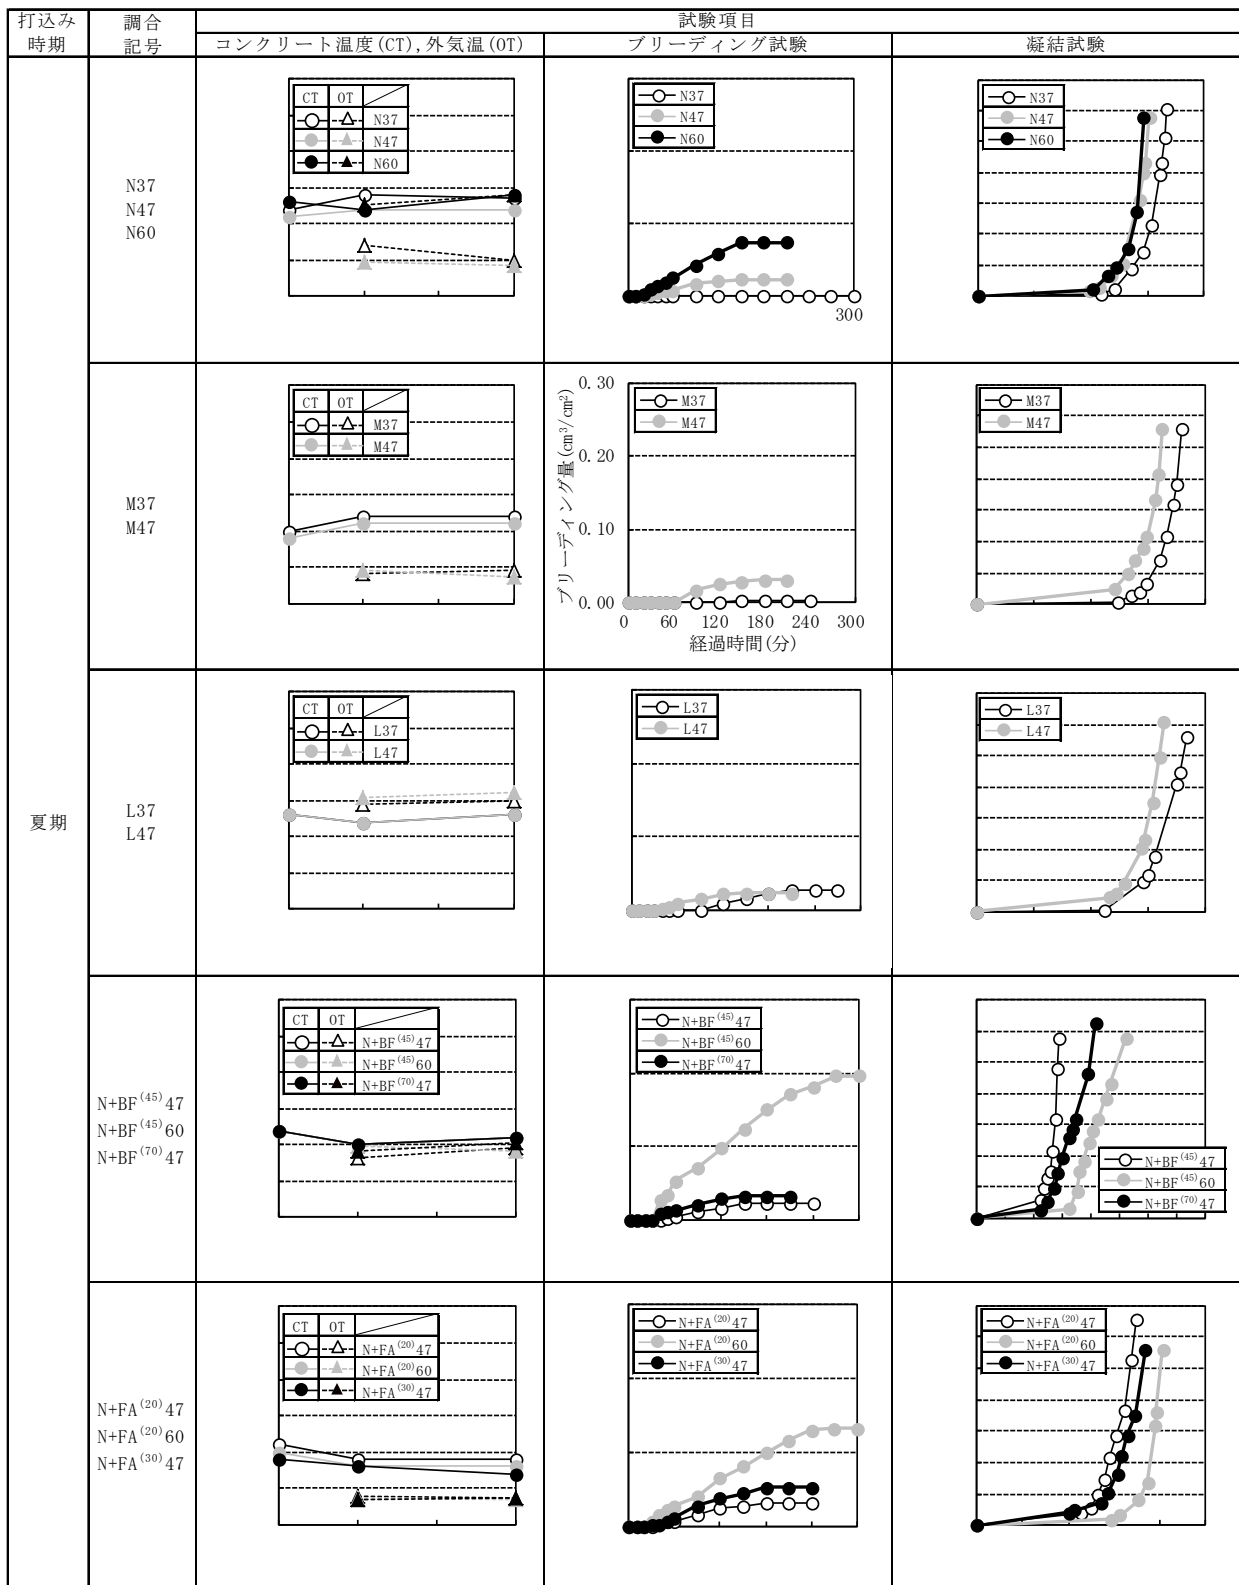 打込み
時期
調合
記号
試験項目
コンクリート温度(CT),外気温(OT)
ブリーディング試験
凝結試験
夏期
N37
N47
N60
CT OT
N37
N47
N60
N37
N47
N60
300
N37
N47
N60
M37
M47
CT OT
M37
M47
ブリーディング量(cm³/cm²)
0.30
0.20
0.10
0.00
M37
M47
0 60 120 180 240 300
経過時間(分)
M37
M47
L37
L47
CT OT
L37
L47
L37
L47
L37
L47
N+BF⁽⁴⁵⁾47
N+BF⁽⁴⁵⁾60
N+BF⁽⁷⁰⁾47
CT OT
N+BF⁽⁴⁵⁾47
N+BF⁽⁴⁵⁾60
N+BF⁽⁷⁰⁾47
N+BF⁽⁴⁵⁾47
N+BF⁽⁴⁵⁾60
N+BF⁽⁷⁰⁾47
N+BF⁽⁴⁵⁾47
N+BF⁽⁴⁵⁾60
N+BF⁽⁷⁰⁾47
N+FA⁽²⁰⁾47
N+FA⁽²⁰⁾60
N+FA⁽³⁰⁾47
CT OT
N+FA⁽²⁰⁾47
N+FA⁽²⁰⁾60
N+FA⁽³⁰⁾47
N+FA⁽²⁰⁾47
N+FA⁽²⁰⁾60
N+FA⁽³⁰⁾47
N+FA⁽²⁰⁾47
N+FA⁽²⁰⁾60
N+FA⁽³⁰⁾47